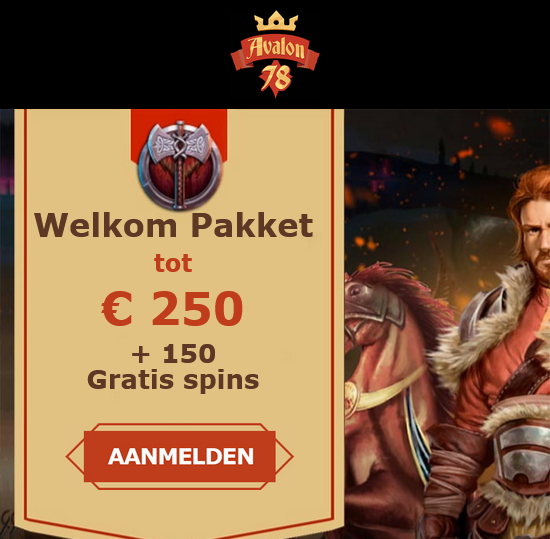 Avalon
78
Welkom Pakket
tot
€ 250
+ 150
Gratis spins
AANMELDEN